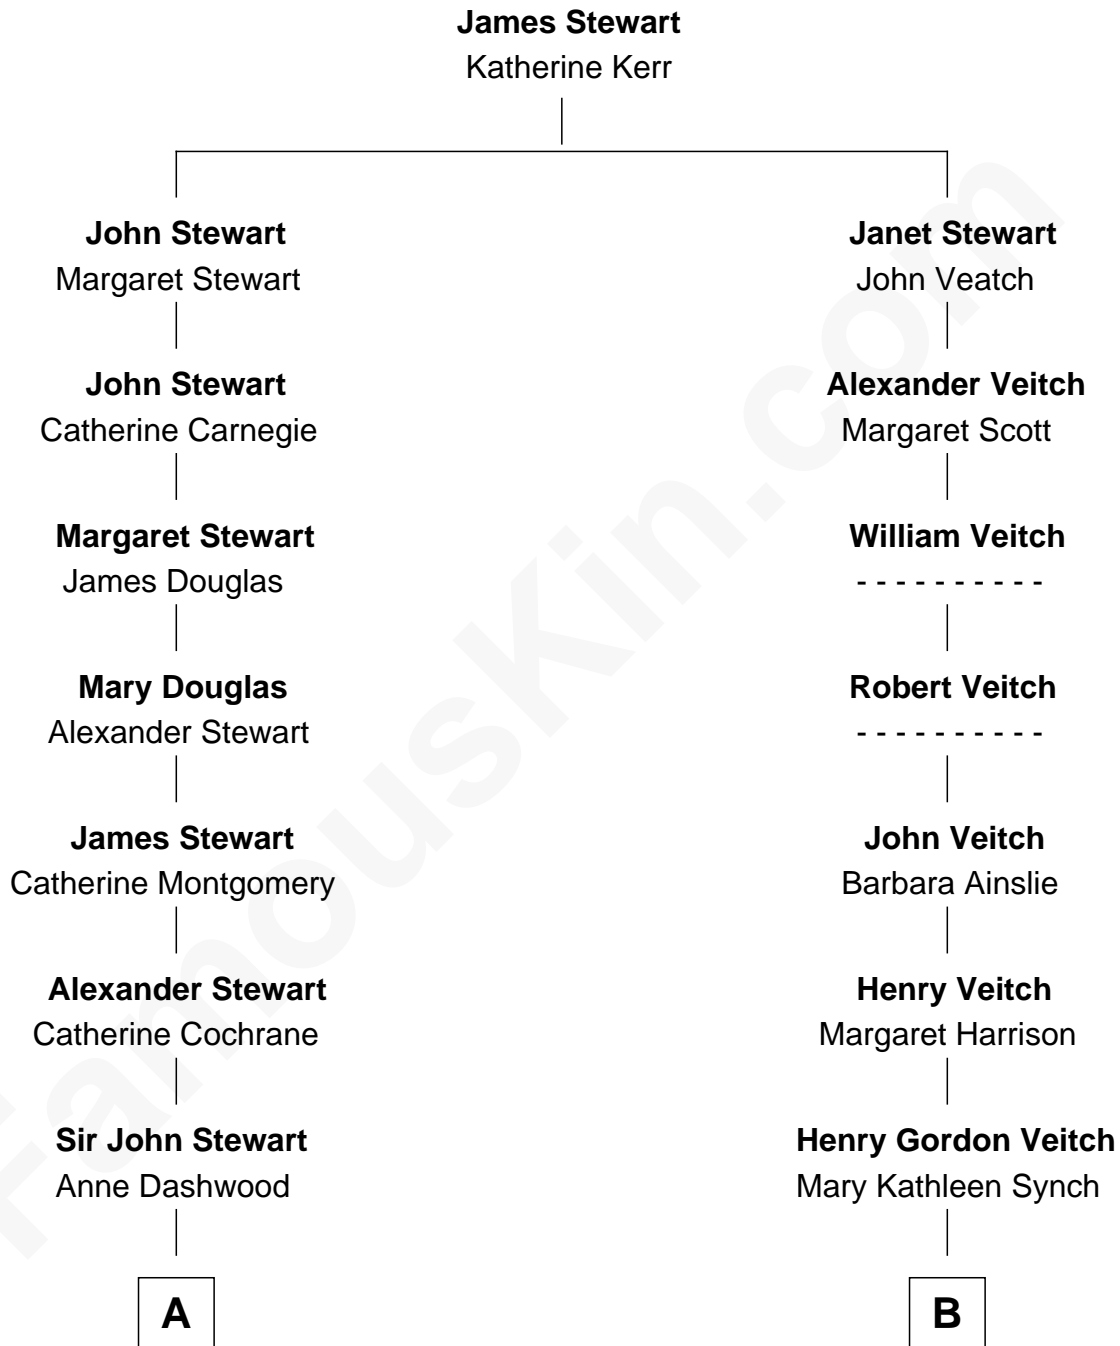 James Stewart
Katherine Kerr
John Stewart
Margaret Stewart
John Stewart
Catherine Carnegie
Margaret Stewart
James Douglas
Mary Douglas
Alexander Stewart
James Stewart
Catherine Montgomery
Alexander Stewart
Catherine Cochrane
Sir John Stewart
Anne Dashwood
A
Janet Stewart
John Veatch
Alexander Veitch
Margaret Scott
William Veitch
- - - - - - - - - -
Robert Veitch
- - - - - - - - - -
John Veitch
Barbara Ainslie
Henry Veitch
Margaret Harrison
Henry Gordon Veitch
Mary Kathleen Synch
B
FamousKin.com